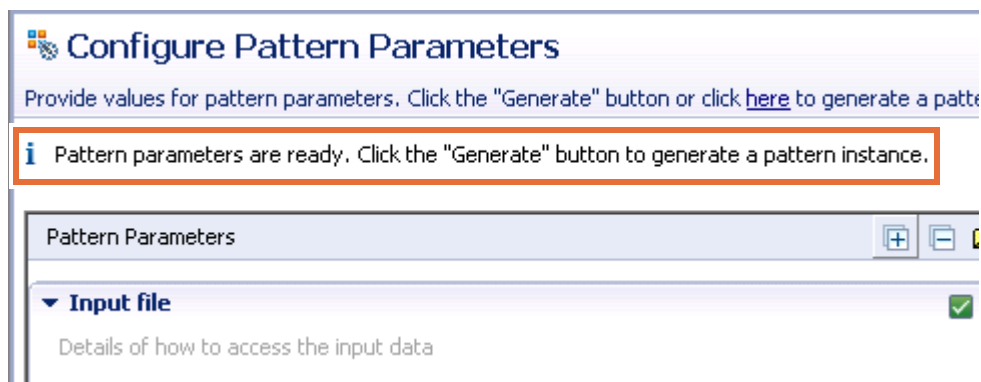 Configure Pattern Parameters
Provide values for pattern parameters. Click the "Generate" button or click here to generate a
Pattern parameters are ready. Click the "Generate" button to generate a pattern instance.
Pattern Parameters
Input file
Details of how to access the input data